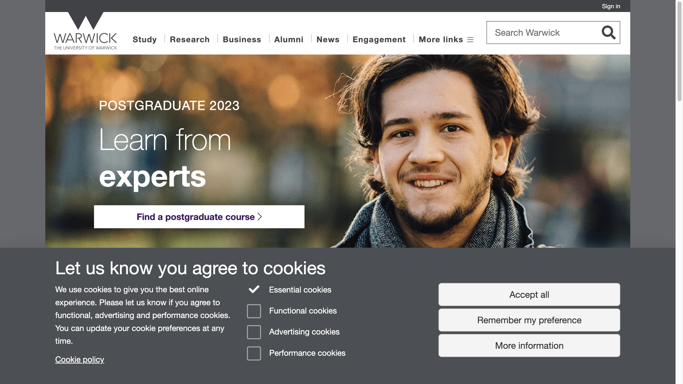 Sign in
WARWICK
THE UNIVERSITY OF WARWICK
Study
Research
Business
Alumni
News
Engagement
More links
Search Warwick
POSTGRADUATE 2023
Learn from
experts
Find a postgraduate course
Let us know you agree to cookies
We use cookies to give you the best online
experience. Please let us know if you agree to
functional, advertising and performance cookies.
You can update your cookie preferences at any
time.
Cookie policy
Essential cookies
Functional cookies
Advertising cookies
Performance cookies
Accept all
Remember my preference
More information